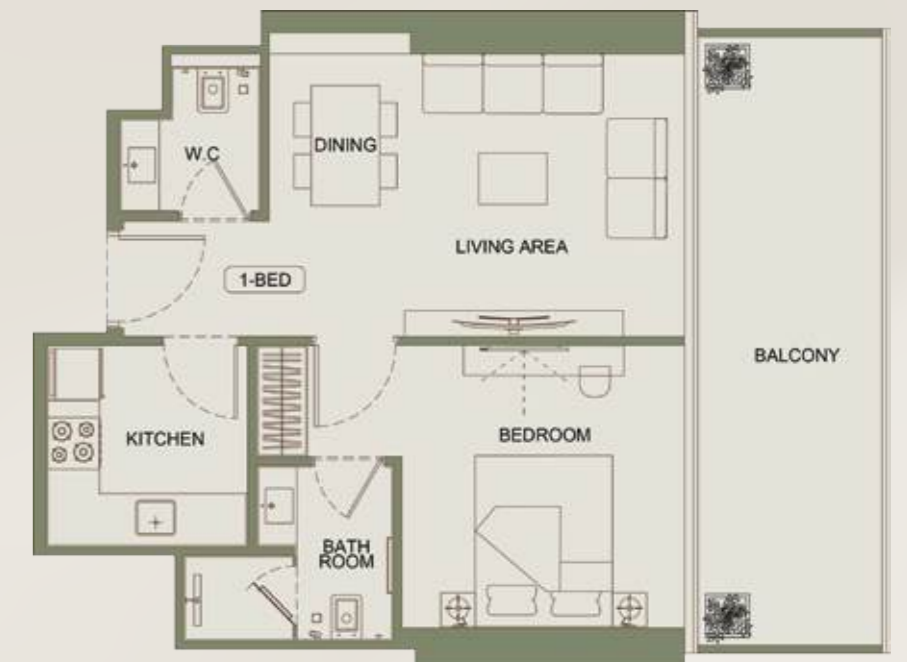 W.C
DINING
LIVING AREA
1-BED
BALCONY
KITCHEN
BEDROOM
BATH
ROOM